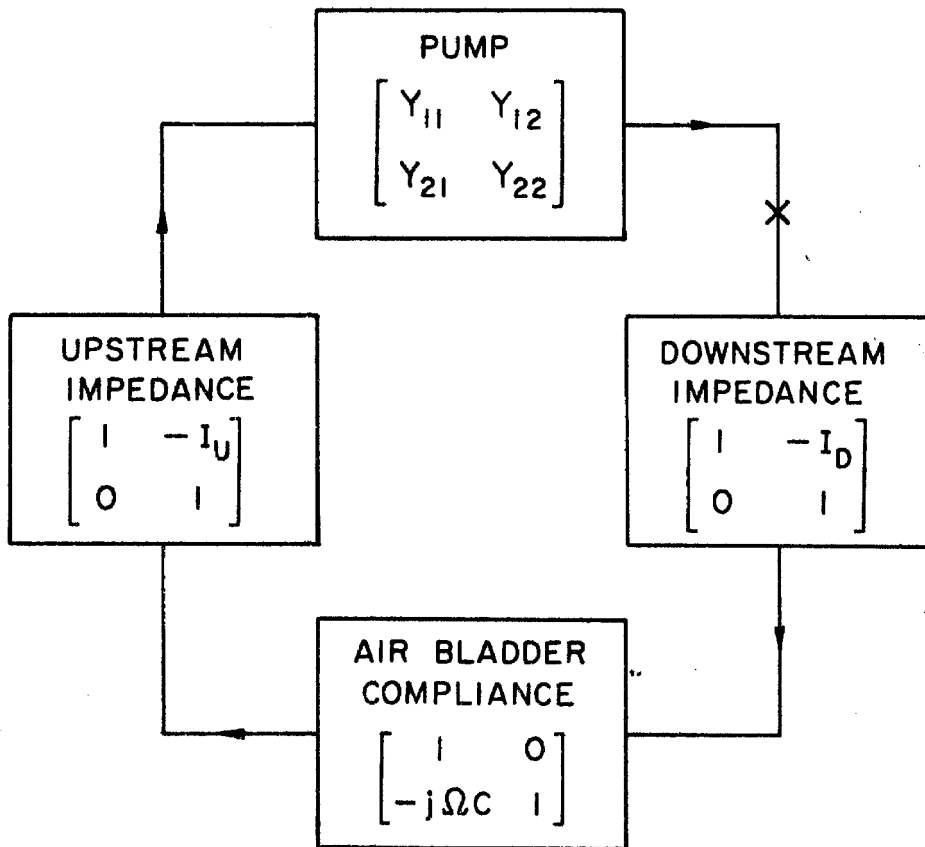 PUMP
Y11 Y12
Y21 Y22
UPSTREAM
IMPEDANCE
1 -IU
0 1
DOWNSTREAM
IMPEDANCE
1 -ID
0 1
AIR BLADDER
COMPLIANCE
1 0
-jΩC 1